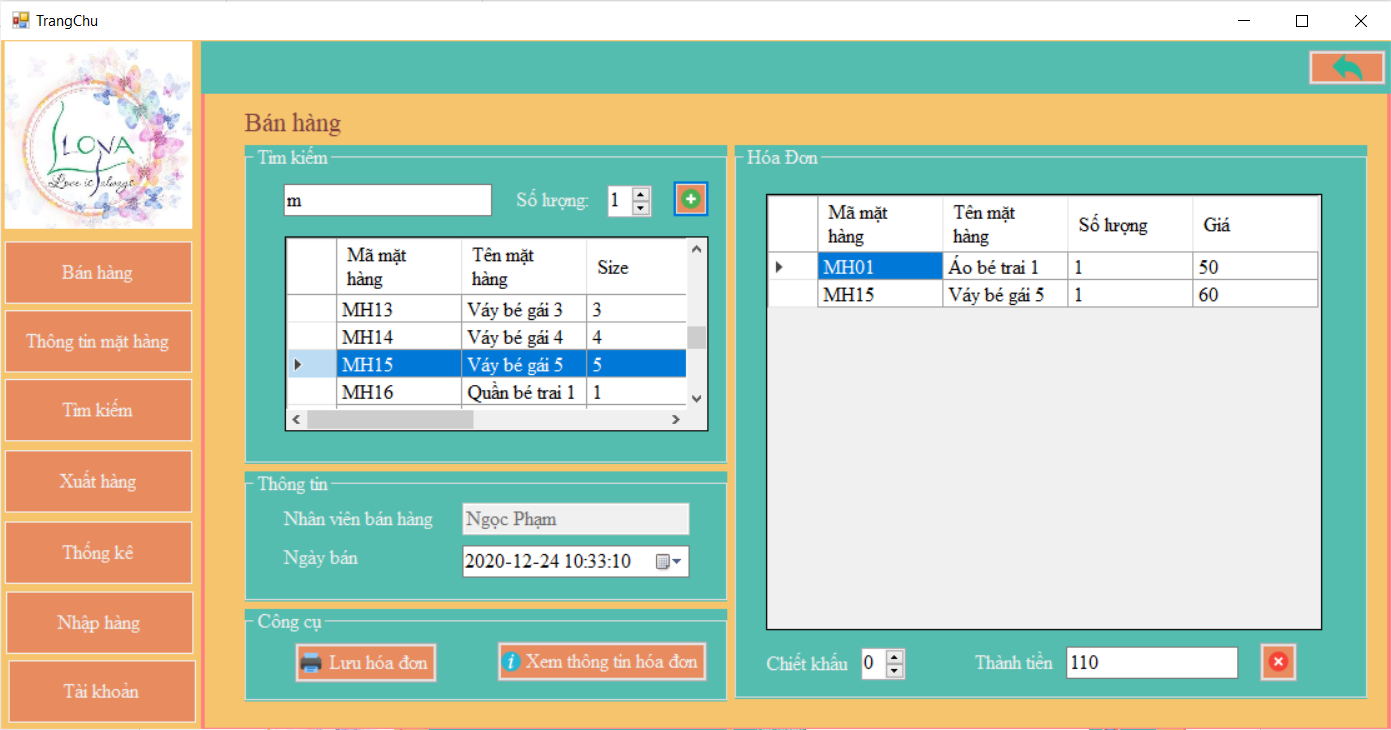 TrangChu
LOVA
Love it always
Bán hàng
Thông tin mặt hàng
Tìm kiếm
Xuất hàng
Thống kê
Nhập hàng
Tài khoản
Bán hàng
Tìm kiếm
m
Số lượng:
1
Mã mặt hàng
Tên mặt hàng
Size
MH13 Váy bé gái 3 3
MH14 Váy bé gái 4 4
MH15 Váy bé gái 5 5
MH16 Quần bé trai 1 1
Thông tin
Nhân viên bán hàng Ngọc Phạm
Ngày bán 2020-12-24 10:33:10
Công cụ
Lưu hóa đơn
Xem thông tin hóa đơn
Hóa Đơn
Mã mặt hàng
Tên mặt hàng
Số lượng
Giá
MH01 Áo bé trai 1 1 50
MH15 Váy bé gái 5 1 60
Chiết khấu 0
Thành tiền 110